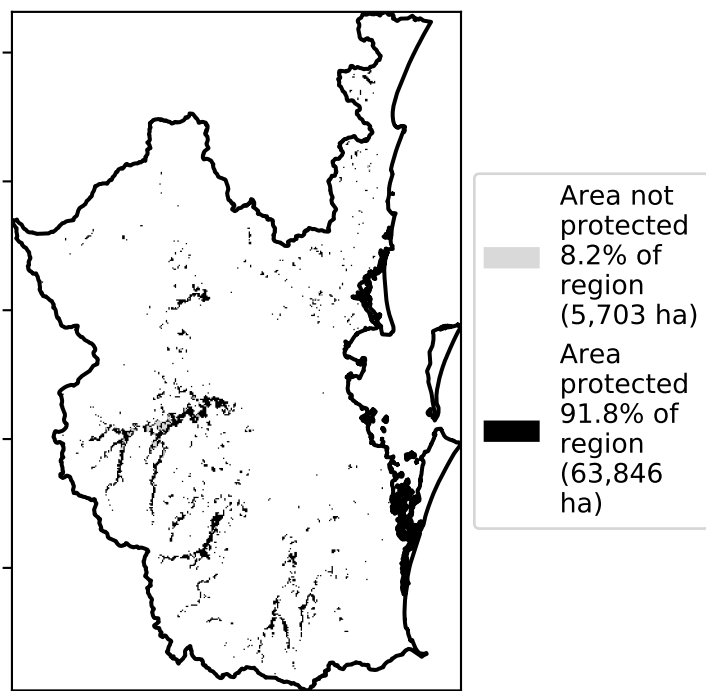 Area not
protected
8.2% of
region
(5,703 ha)
Area
protected
91.8% of
region
(63,846
ha)